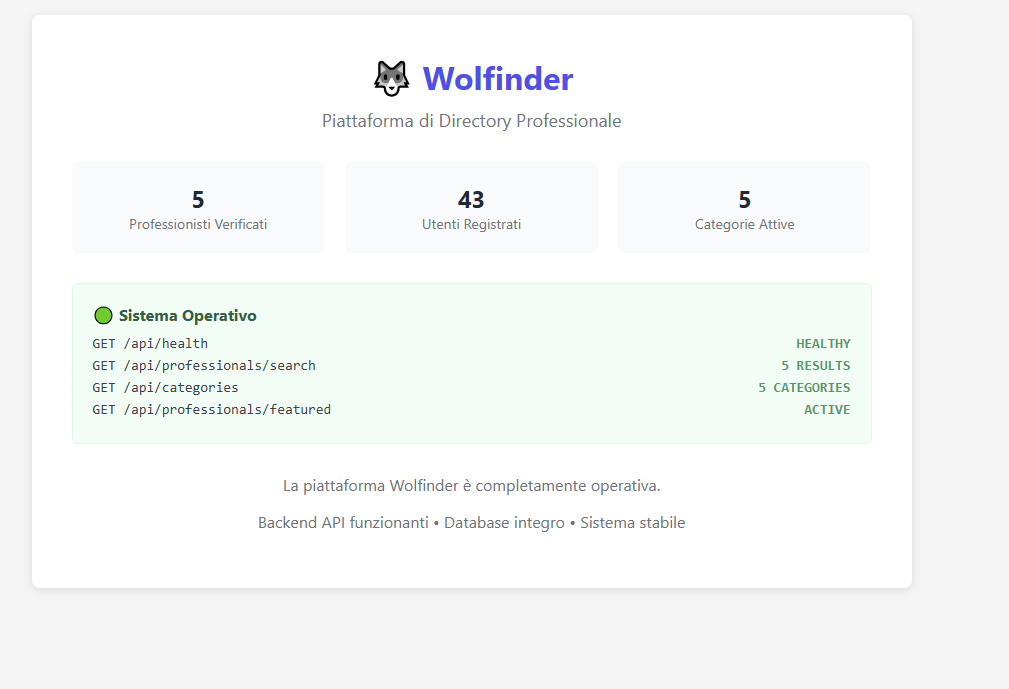 Wolfinder
Piattaforma di Directory Professionale
5
Professionisti Verificati
43
Utenti Registrati
5
Categorie Attive
Sistema Operativo
GET /api/health HEALTHY
GET /api/professionals/search 5 RESULTS
GET /api/categories 5 CATEGORIES
GET /api/professionals/featured ACTIVE
La piattaforma Wolfinder è completamente operativa.
Backend API funzionanti • Database integro • Sistema stabile